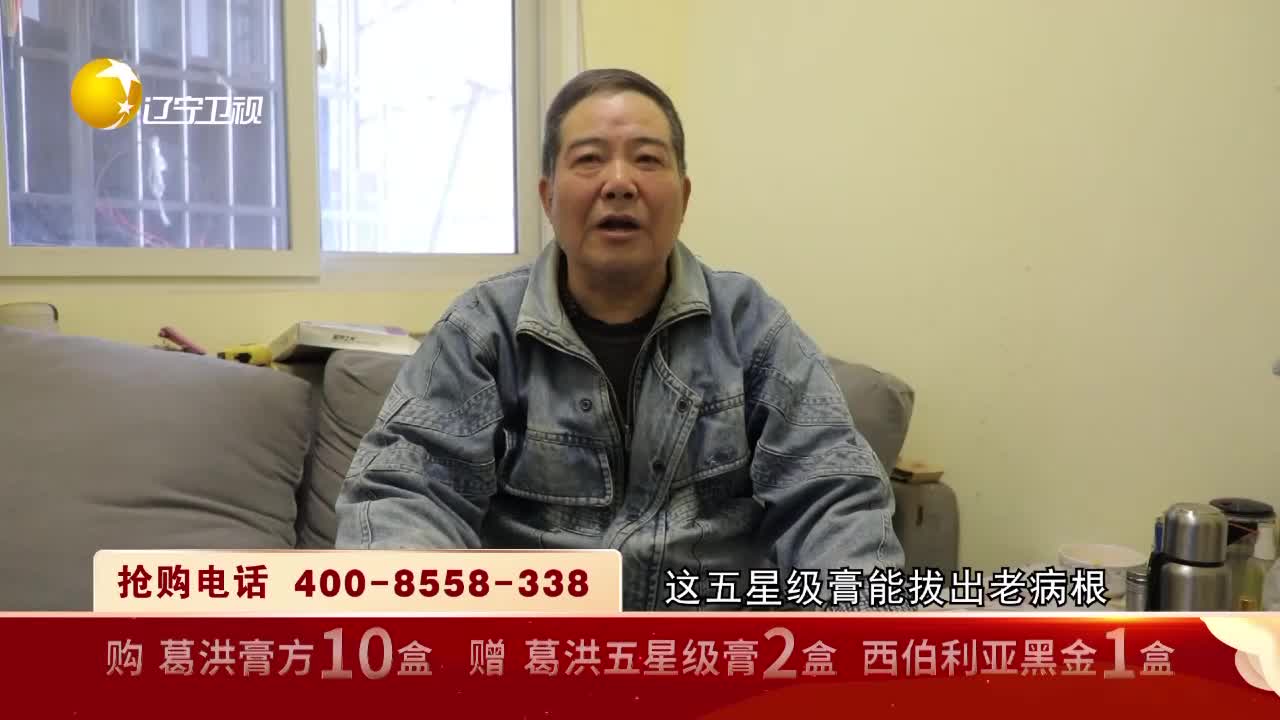 辽宁卫视
这五星级膏能拔出老病根
抢购电话 400-8558-338
购 葛洪膏方10盒 赠 葛洪五星级膏2盒 西伯利亚黑金1盒